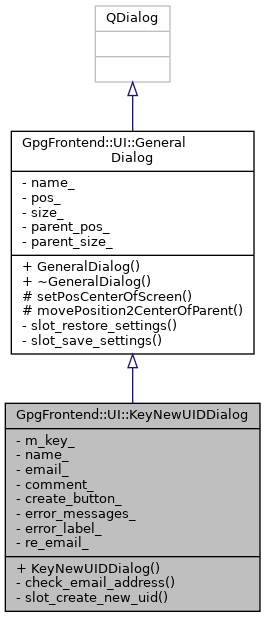 QDialog
GpgFrontend::UI::General
Dialog
- name_
- pos_
- size_
- parent_pos_
- parent_size_
+ GeneralDialog()
+ ~GeneralDialog()
# setPosCenterOfScreen()
# movePosition2CenterOfParent()
- slot_restore_settings()
- slot_save_settings()
GpgFrontend::UI::KeyNewUIDDialog
- m_key_
- name_
- email_
- comment_
- create_button_
- error_messages_
- error_label_
- re_email_
+ KeyNewUIDDialog()
- check_email_address()
- slot_create_new_uid()